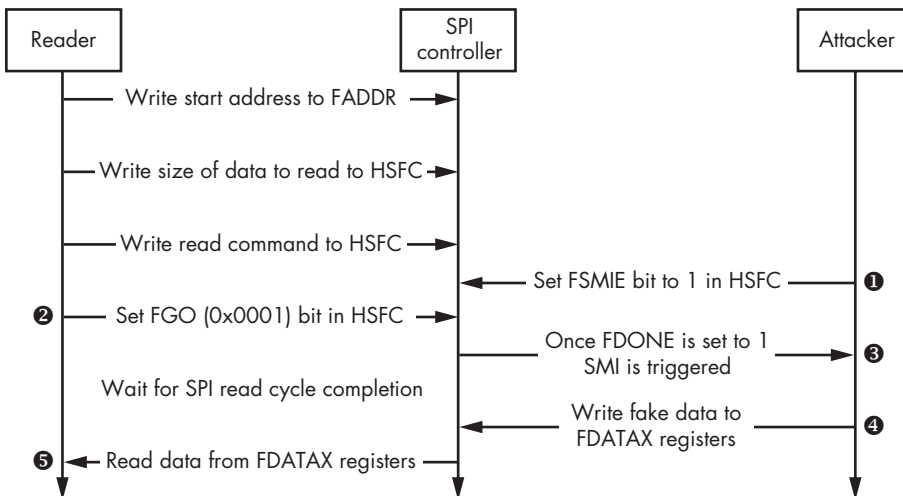 Reader
SPI
controller
Attacker
Write start address to FADDR
Write size of data to read to HSFC
Write read command to HSFC
Set FSMIE bit to 1 in HSFC ❶
❷ Set FGO (0x0001) bit in HSFC
Once FDONE is set to 1
SMI is triggered ❸
Wait for SPI read cycle completion
Write fake data to
FDATAX registers ❹
❺ Read data from FDATAX registers